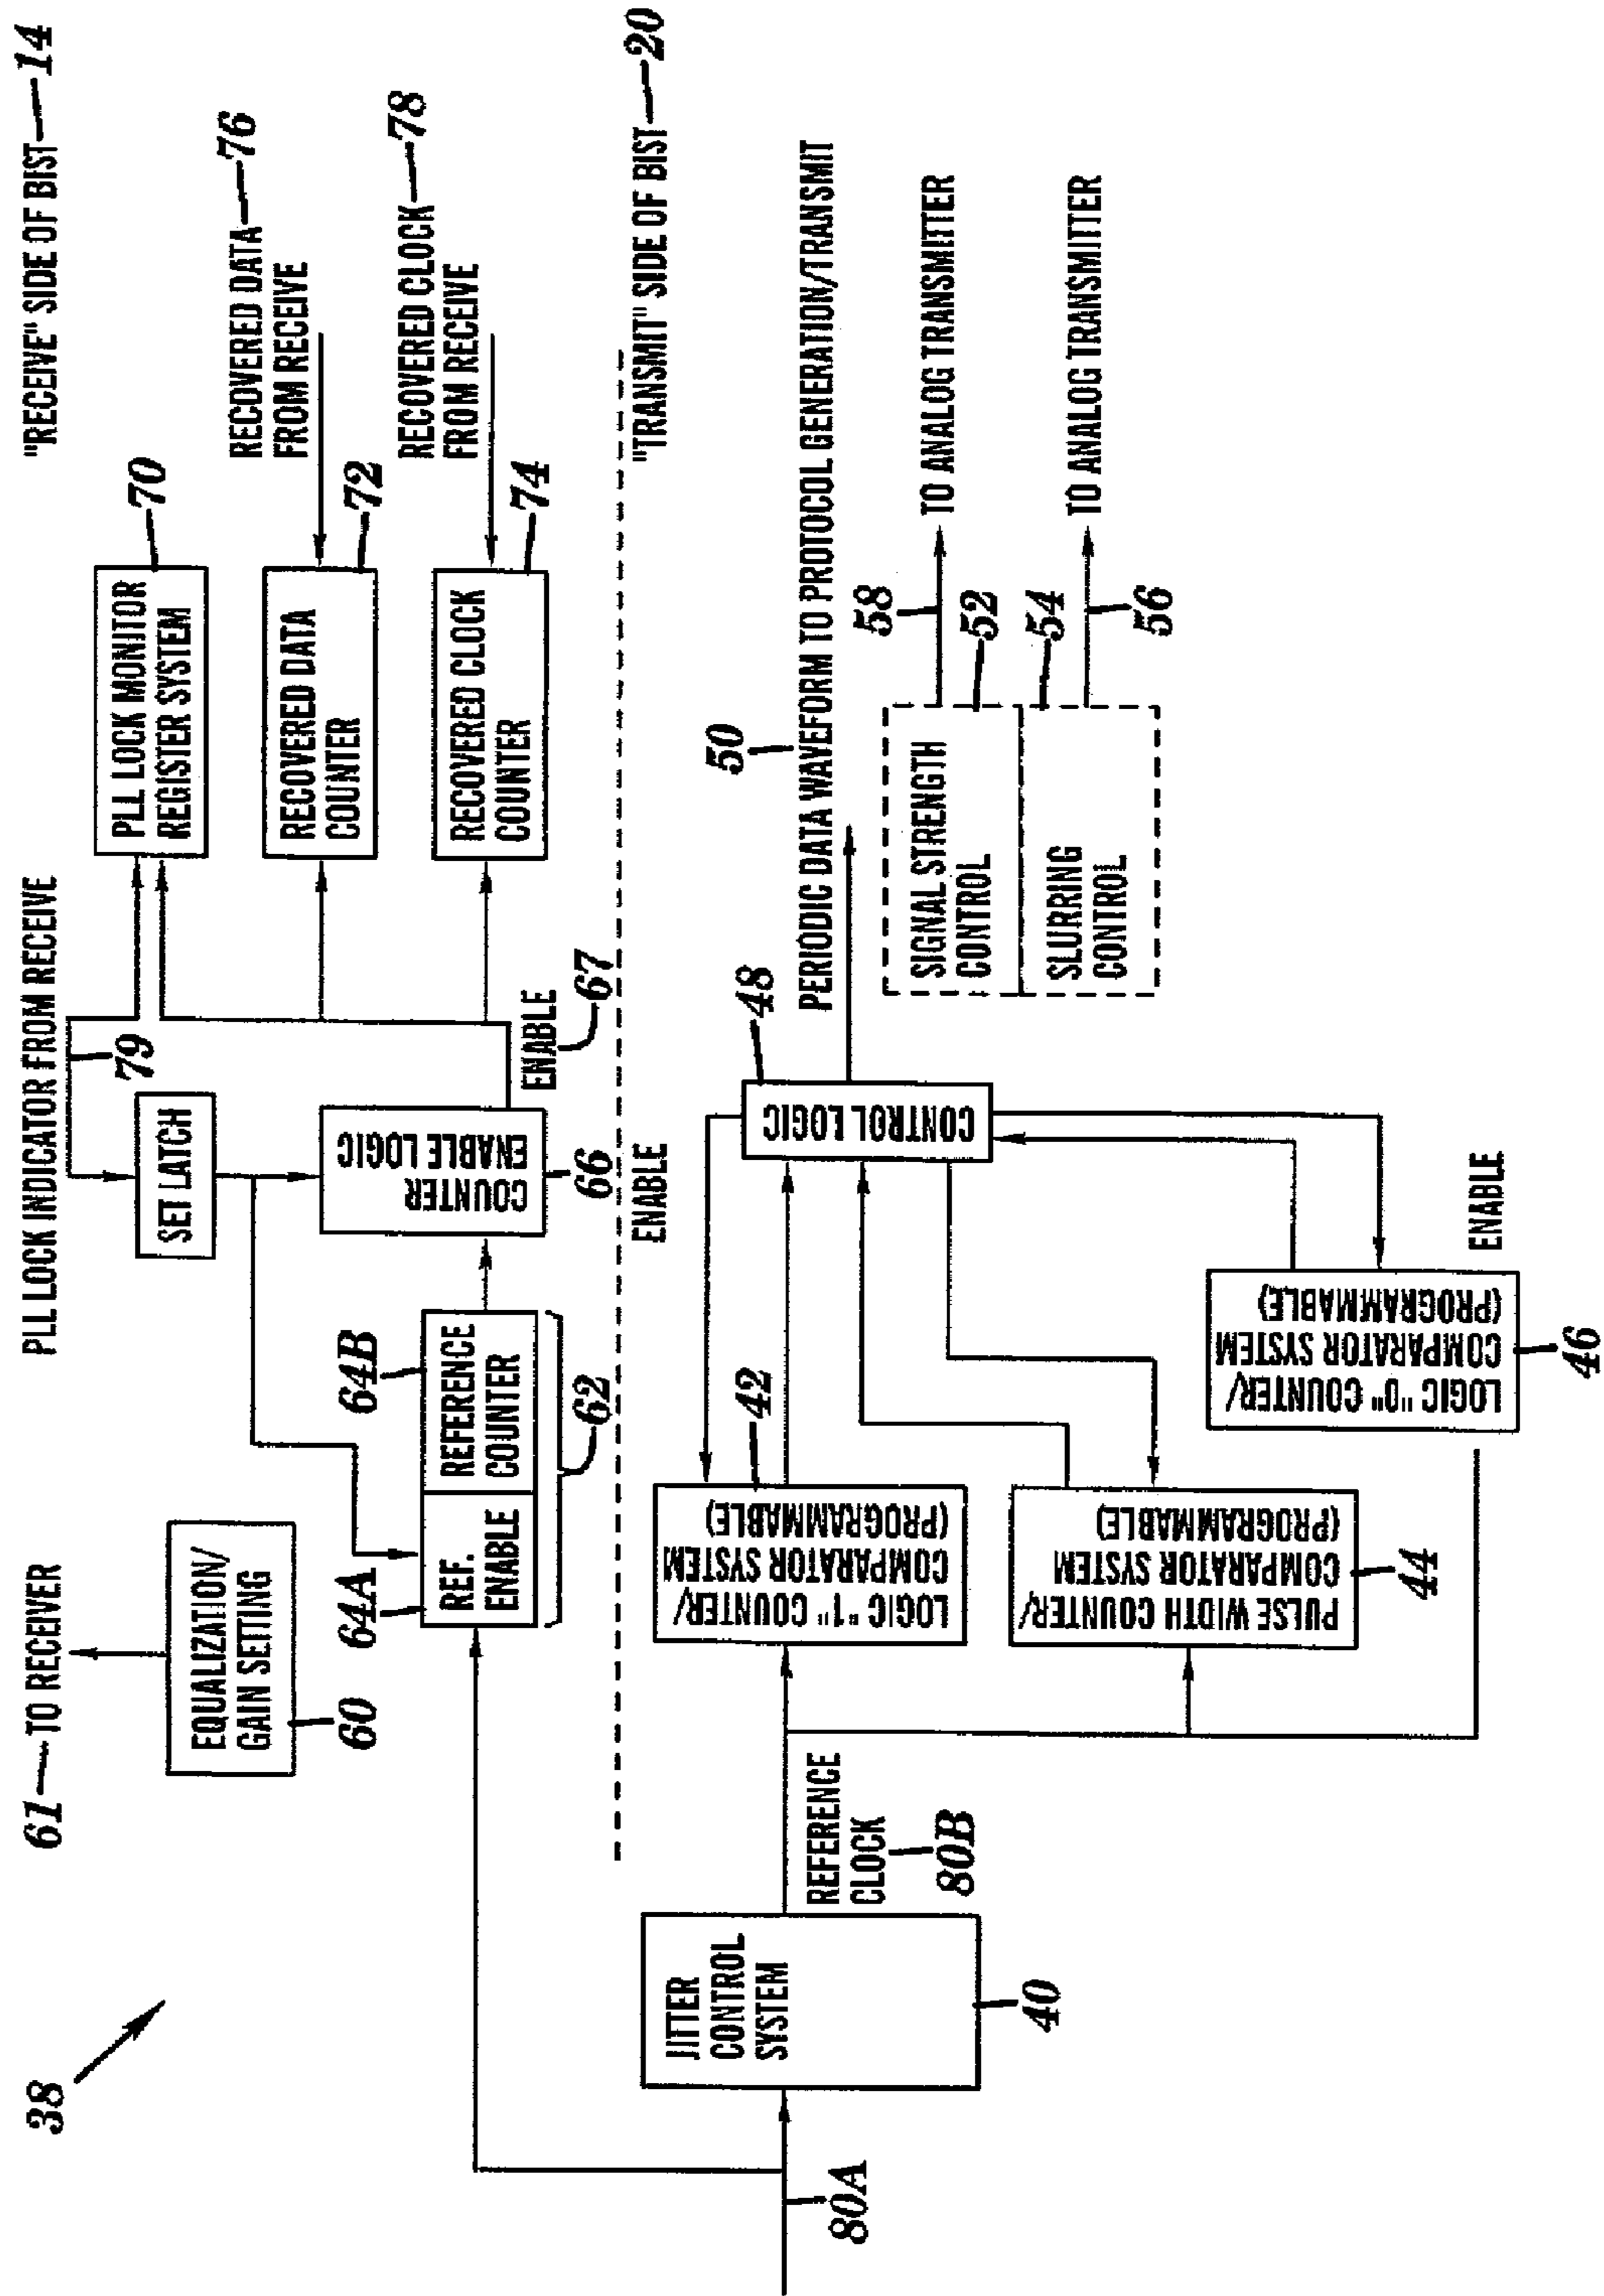 38
61
TO RECEIVER
PLL LOCK INDICATOR FROM RECEIVE
"RECEIVE" SIDE OF BIST
14
EQUALIZATION/
GAIN SETTING
60
SET LATCH
79
PLL LOCK MONITOR
REGISTER SYSTEM
70
RECOVERED DATA
FROM RECEIVE
76
RECOVERED DATA
COUNTER
72
RECOVERED CLOCK
FROM RECEIVE
78
RECOVERED CLOCK
COUNTER
74
64A
64B
REF.
ENABLE
REFERENCE
COUNTER
62
COUNTER
ENABLE LOGIC
66
ENABLE
67
"TRANSMIT" SIDE OF BIST
20
ENABLE
80A
JITTER
CONTROL
SYSTEM
40
REFERENCE
CLOCK
80B
LOGIC "1" COUNTER/
COMPARATOR SYSTEM
(PROGRAMMABLE)
42
PULSE WIDTH COUNTER/
COMPARATOR SYSTEM
(PROGRAMMABLE)
44
LOGIC "0" COUNTER/
COMPARATOR SYSTEM
(PROGRAMMABLE)
46
ENABLE
CONTROL LOGIC
48
50
PERIODIC DATA WAVEFORM TO PROTOCOL GENERATION/TRANSMIT
SIGNAL STRENGTH
CONTROL
58
52
TO ANALOG TRANSMITTER
SLURRING
CONTROL
54
56
TO ANALOG TRANSMITTER